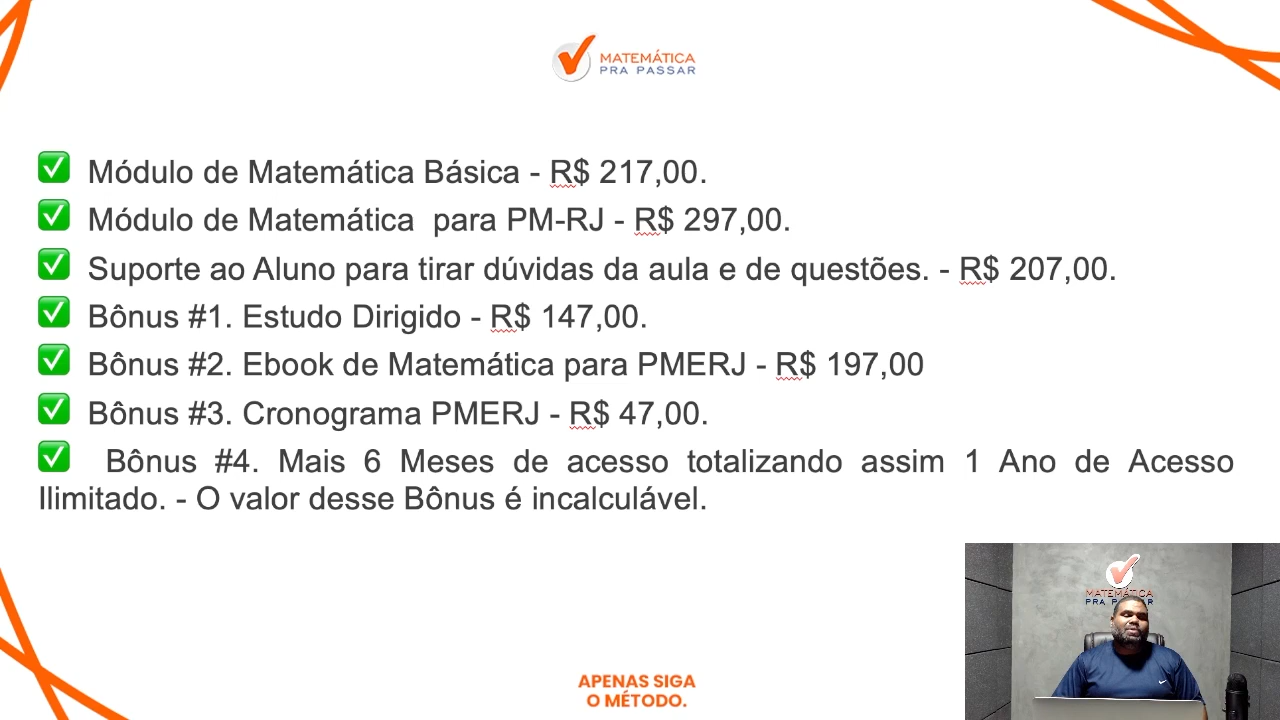 MATEMÁTICA
PRA PASSAR
✅ Módulo de Matemática Básica - R$ 217,00.
✅ Módulo de Matemática  para PM-RJ - R$ 297,00.
✅ Suporte ao Aluno para tirar dúvidas da aula e de questões. - R$ 207,00.
✅ Bônus #1. Estudo Dirigido - R$ 147,00.
✅ Bônus #2. Ebook de Matemática para PMERJ - R$ 197,00
✅ Bônus #3. Cronograma PMERJ - R$ 47,00.
✅ Bônus #4. Mais 6 Meses de acesso totalizando assim 1 Ano de Acesso
Ilimitado. - O valor desse Bônus é incalculável.
MATEMÁTICA
PRA PASSAR
APENAS SIGA
O MÉTODO.